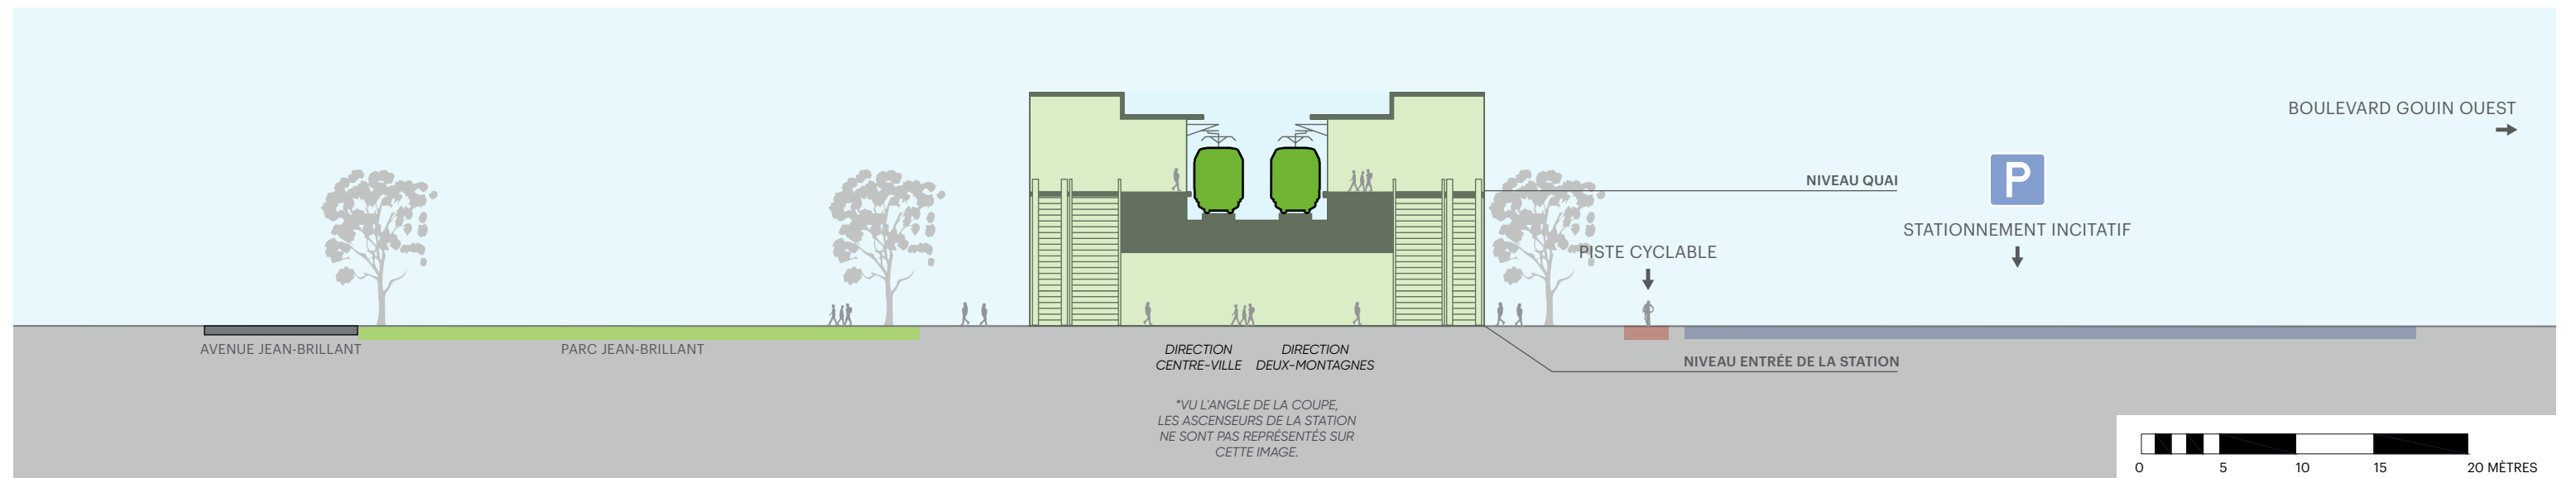 BOULEVARD GOUIN OUEST
P
NIVEAU QUAI
STATIONNEMENT INCITATIF
PISTE CYCLABLE
AVENUE JEAN-BRILLANT
PARC JEAN-BRILLANT
DIRECTION
CENTRE-VILLE
DIRECTION
DEUX-MONTAGNES
NIVEAU ENTRÉE DE LA STATION
*VU L'ANGLE DE LA COUPE,
LES ASCENSEURS DE LA STATION
NE SONT PAS REPRÉSENTÉS SUR
CETTE IMAGE.
0 5 10 15 20 MÈTRES